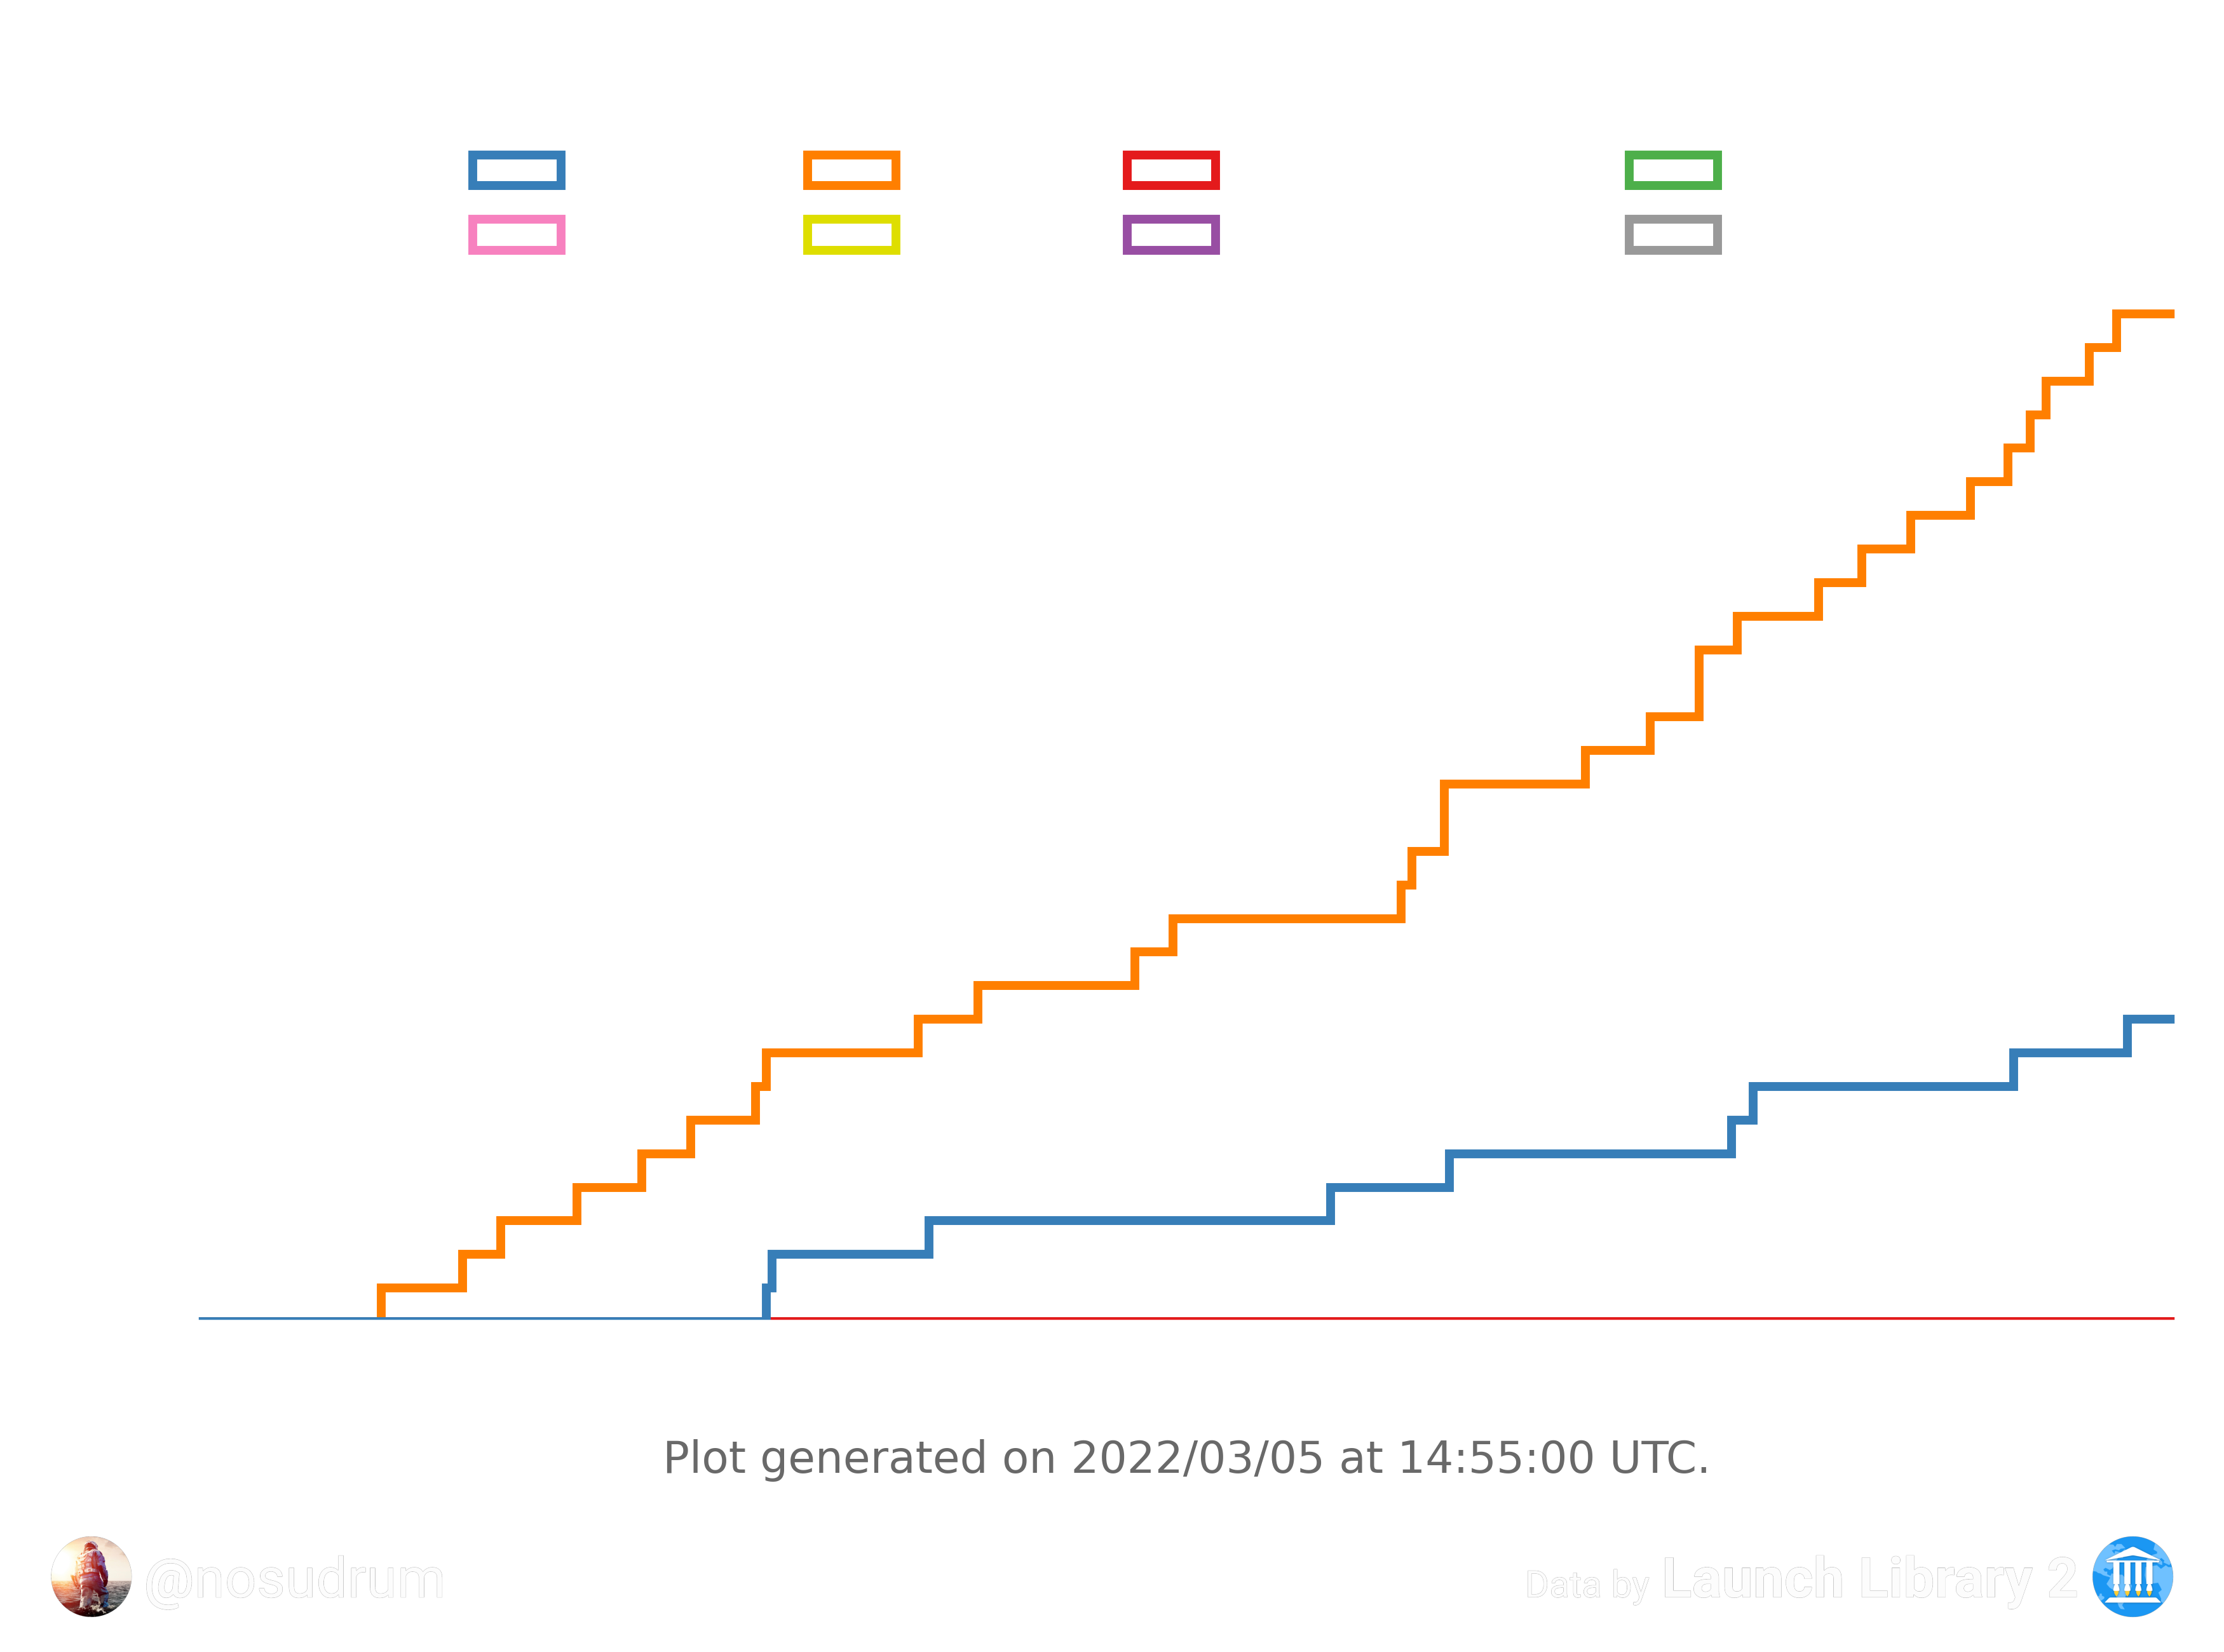 Plot generated on 2022/03/05 at 14:55:00 UTC.
@nosudrum
Data by Launch Library 2